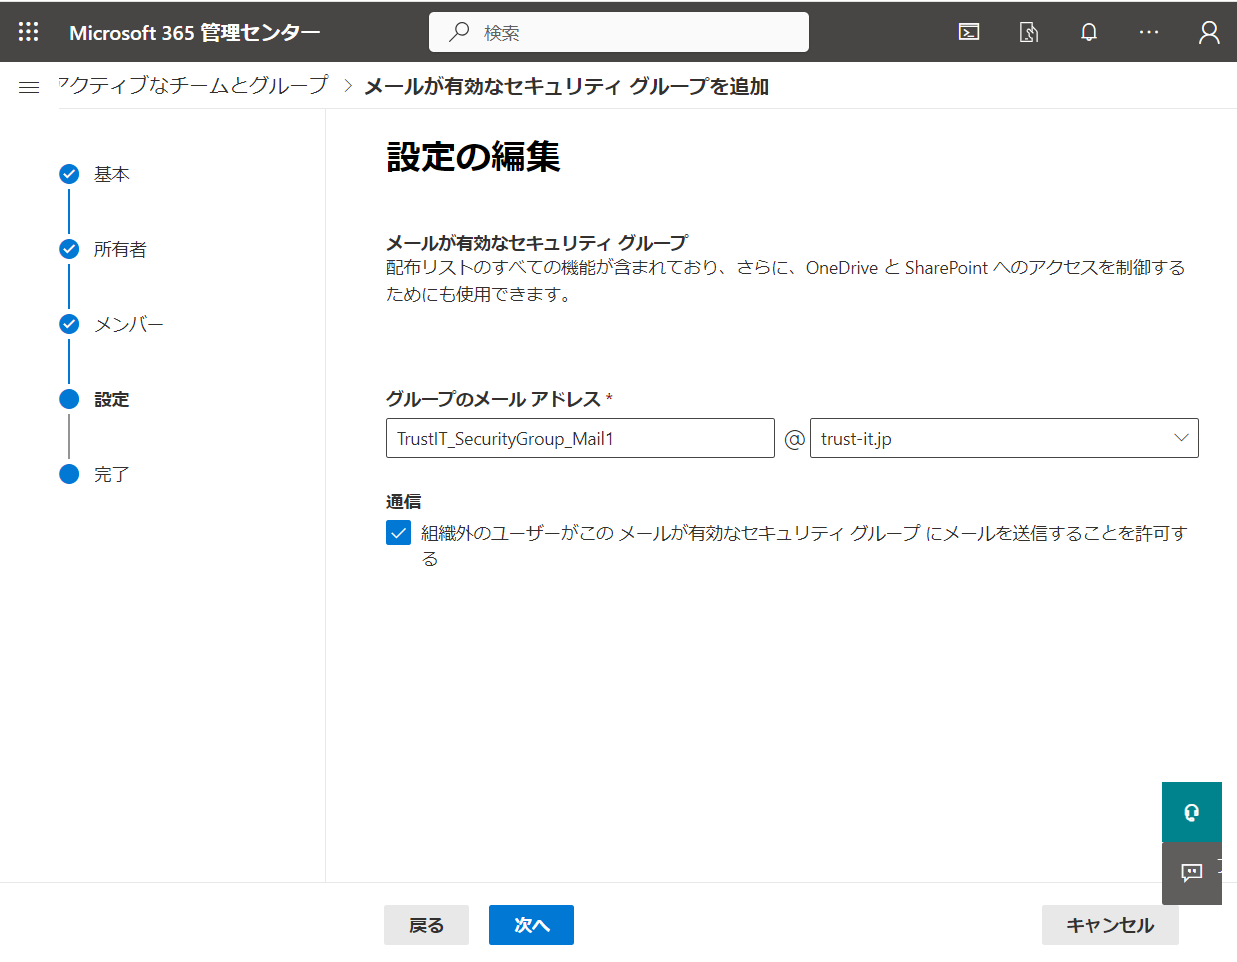 Microsoft 365 管理センター
検索
アクティブなチームとグループ
メールが有効なセキュリティ グループを追加
基本
所有者
メンバー
設定
完了
設定の編集
メールが有効なセキュリティ グループ
配布リストのすべての機能が含まれており、さらに、OneDrive と SharePoint へのアクセスを制御する
ためにも使用できます。
グループのメール アドレス *
TrustIT_SecurityGroup_Mail1 @ trust-it.jp
通信
組織外のユーザーがこの メールが有効なセキュリティ グループ にメールを送信することを許可す
る
戻る
次へ
キャンセル